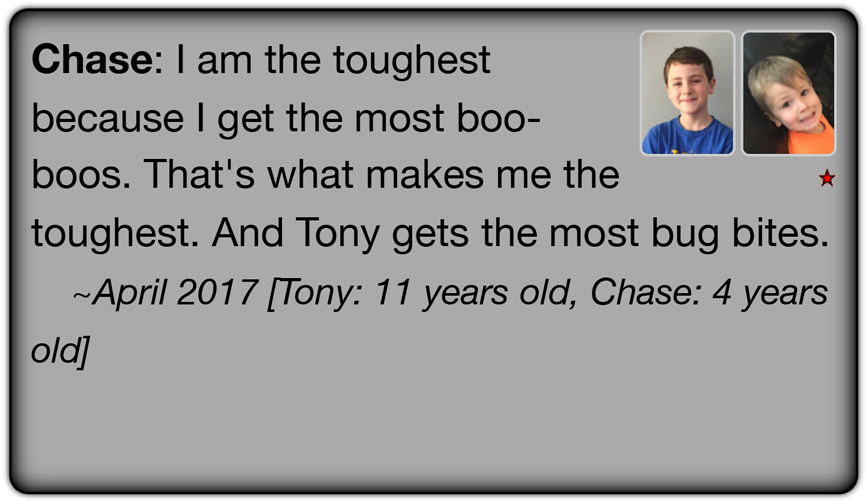 Chase: I am the toughest
because I get the most boo-
boos. That's what makes me the
toughest. And Tony gets the most bug bites.
~April 2017 [Tony: 11 years old, Chase: 4 years
old]